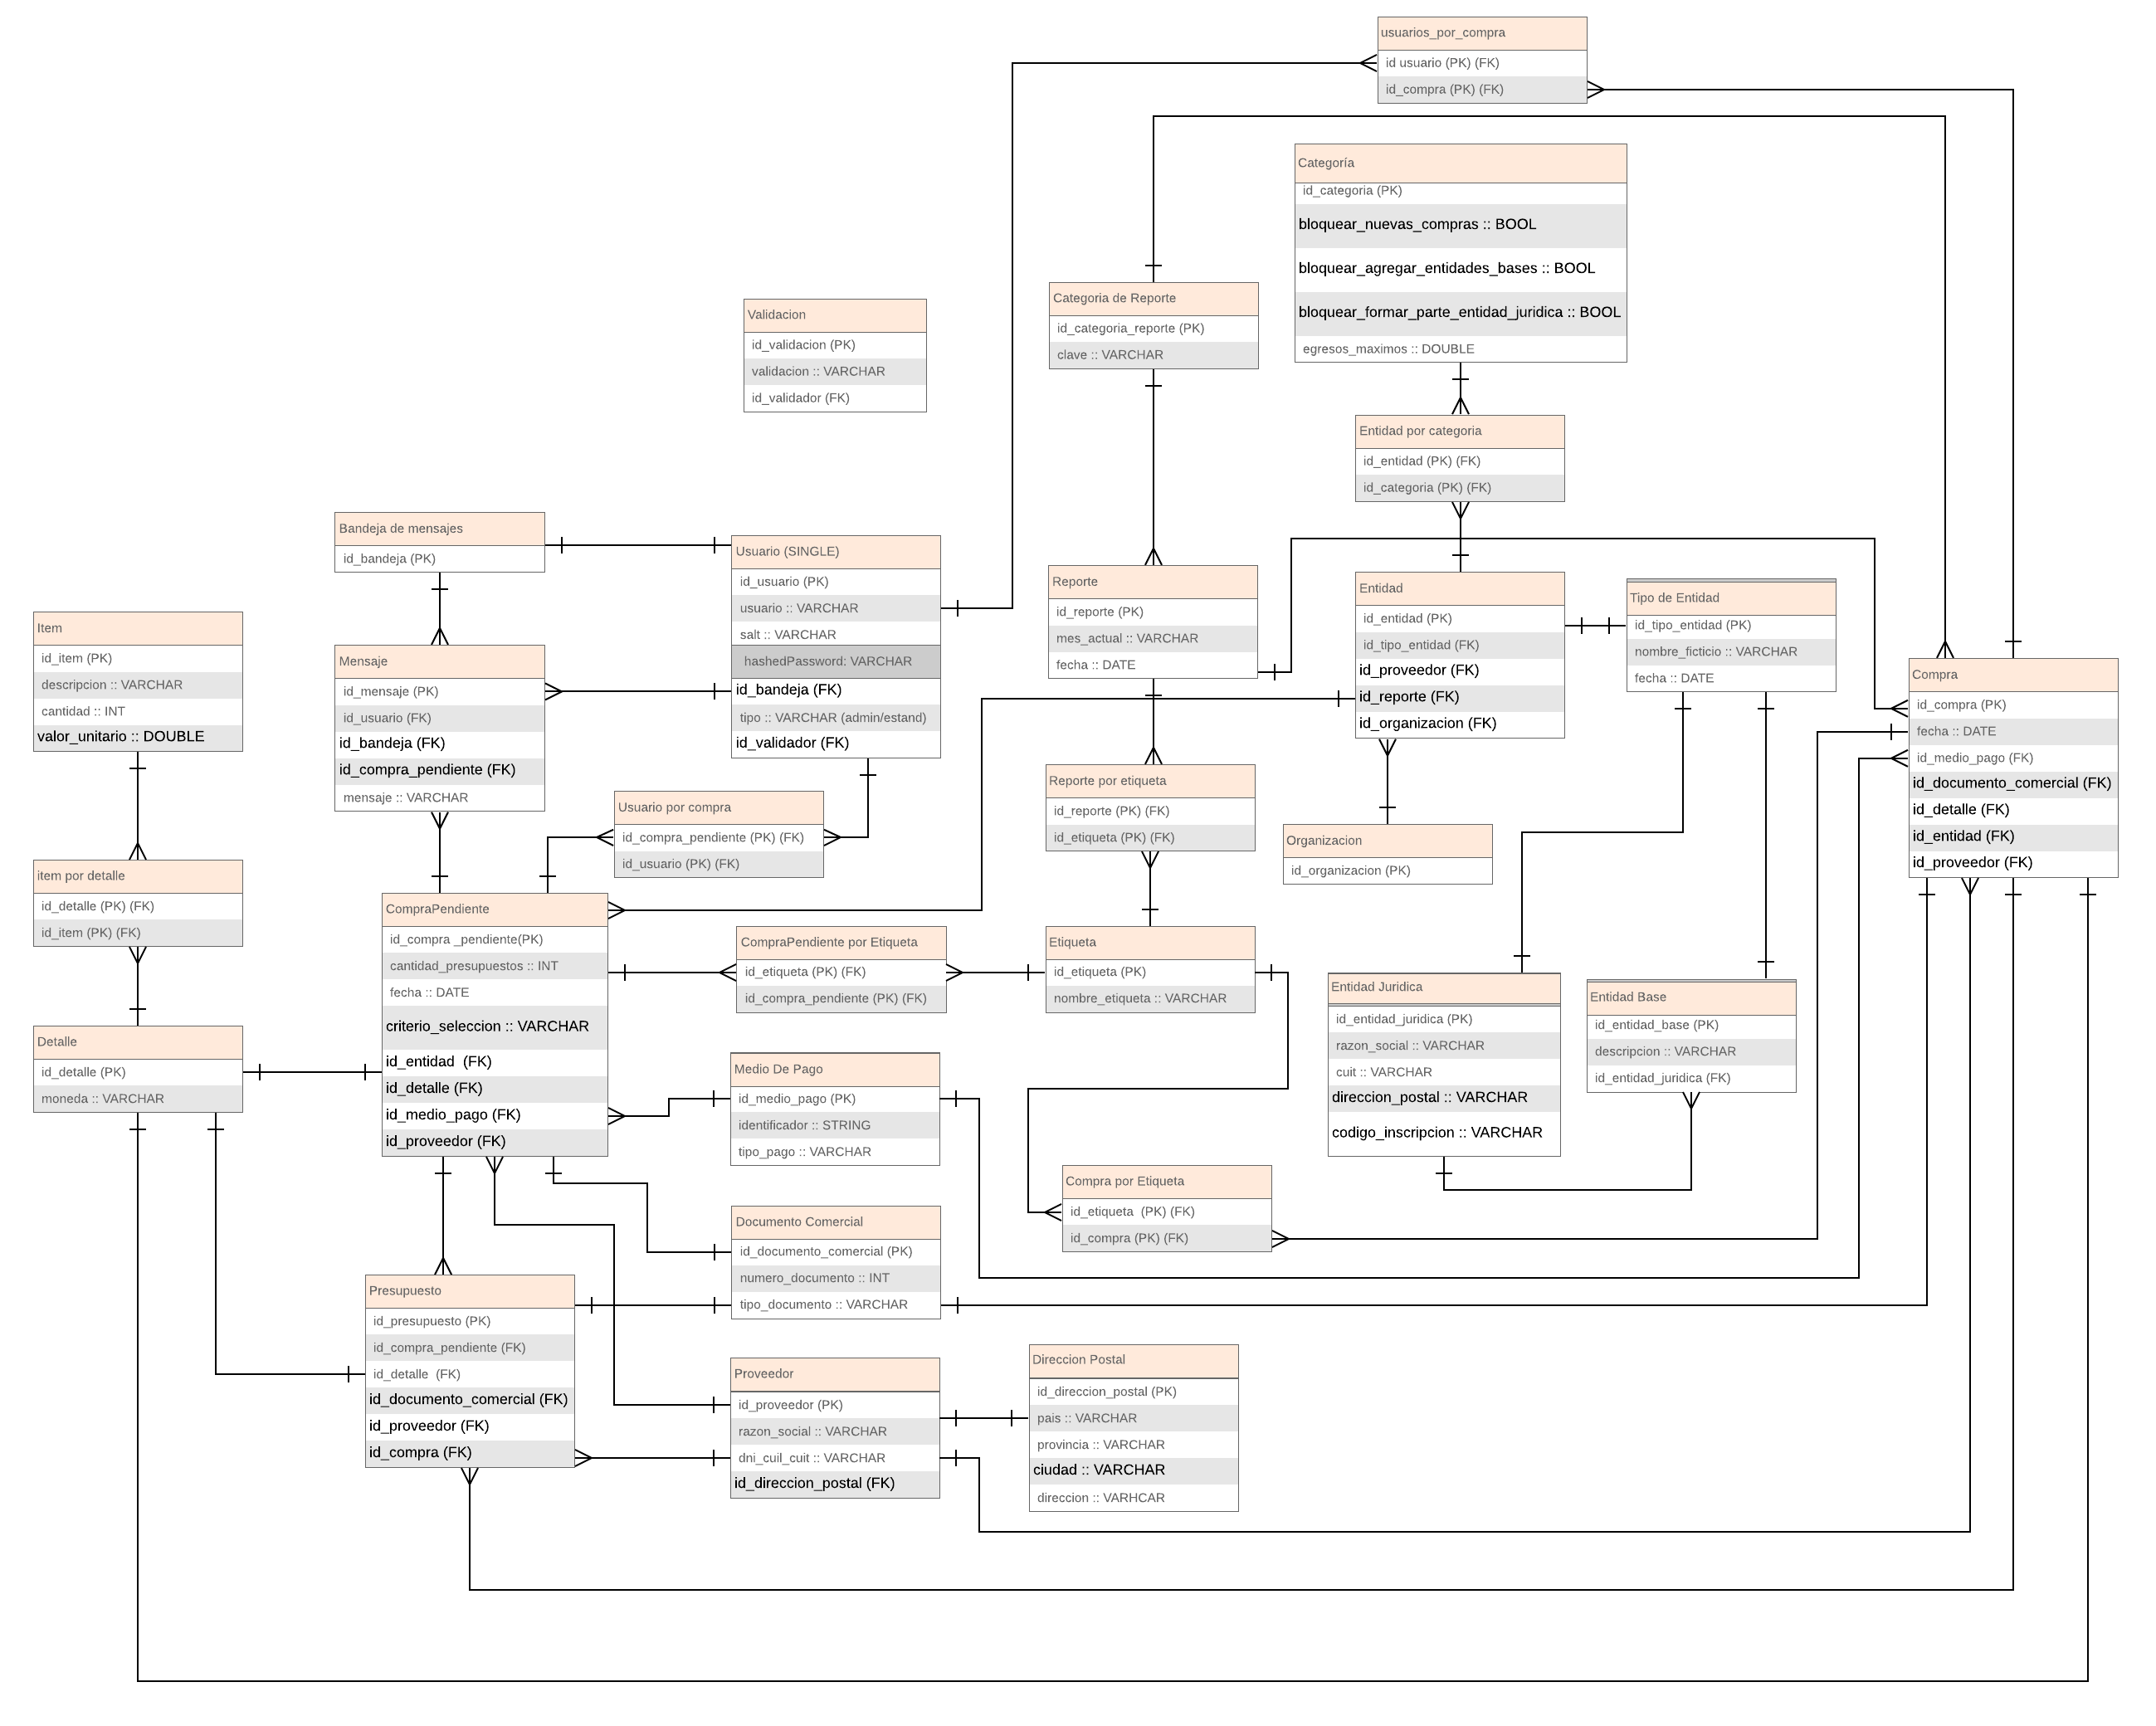 usuarios_por_compra
id usuario (PK) (FK)
id_compra (PK) (FK)
Categoría
id_categoria (PK)
bloquear_nuevas_compras :: BOOL
bloquear_agregar_entidades_bases :: BOOL
bloquear_formar_parte_entidad_juridica :: BOOL
egresos_maximos :: DOUBLE
Categoria de Reporte
id_categoria_reporte (PK)
clave :: VARCHAR
Validacion
id_validacion (PK)
validacion :: VARCHAR
id_validador (FK)
Entidad por categoria
id_entidad (PK) (FK)
id_categoria (PK) (FK)
Bandeja de mensajes
id_bandeja (PK)
Usuario (SINGLE)
id_usuario (PK)
usuario :: VARCHAR
salt :: VARCHAR
hashedPassword: VARCHAR
id_bandeja (FK)
tipo :: VARCHAR (admin/estand)
id_validador (FK)
Reporte
id_reporte (PK)
mes_actual :: VARCHAR
fecha :: DATE
Entidad
id_entidad (PK)
id_tipo_entidad (FK)
id_proveedor (FK)
id_reporte (FK)
id_organizacion (FK)
Tipo de Entidad
id_tipo_entidad (PK)
nombre_ficticio :: VARCHAR
fecha :: DATE
Item
id_item (PK)
descripcion :: VARCHAR
cantidad :: INT
valor_unitario :: DOUBLE
Mensaje
id_mensaje (PK)
id_usuario (FK)
id_bandeja (FK)
id_compra_pendiente (FK)
mensaje :: VARCHAR
Compra
id_compra (PK)
fecha :: DATE
id_medio_pago (FK)
id_documento_comercial (FK)
id_detalle (FK)
id_entidad (FK)
id_proveedor (FK)
Reporte por etiqueta
id_reporte (PK) (FK)
id_etiqueta (PK) (FK)
Usuario por compra
id_compra_pendiente (PK) (FK)
id_usuario (PK) (FK)
Organizacion
id_organizacion (PK)
item por detalle
id_detalle (PK) (FK)
id_item (PK) (FK)
CompraPendiente
id_compra _pendiente(PK)
cantidad_presupuestos :: INT
fecha :: DATE
criterio_seleccion :: VARCHAR
id_entidad  (FK)
id_detalle (FK)
id_medio_pago (FK)
id_proveedor (FK)
CompraPendiente por Etiqueta
id_etiqueta (PK) (FK)
id_compra_pendiente (PK) (FK)
Etiqueta
id_etiqueta (PK)
nombre_etiqueta :: VARCHAR
Entidad Juridica
id_entidad_juridica (PK)
razon_social :: VARCHAR
cuit :: VARCHAR
direccion_postal :: VARCHAR
codigo_inscripcion :: VARCHAR
Entidad Base
id_entidad_base (PK)
descripcion :: VARCHAR
id_entidad_juridica (FK)
Detalle
id_detalle (PK)
moneda :: VARCHAR
Medio De Pago
id_medio_pago (PK)
identificador :: STRING
tipo_pago :: VARCHAR
Compra por Etiqueta
id_etiqueta  (PK) (FK)
id_compra (PK) (FK)
Documento Comercial
id_documento_comercial (PK)
numero_documento :: INT
tipo_documento :: VARCHAR
Presupuesto
id_presupuesto (PK)
id_compra_pendiente (FK)
id_detalle  (FK)
id_documento_comercial (FK)
id_proveedor (FK)
id_compra (FK)
Proveedor
id_proveedor (PK)
razon_social :: VARCHAR
dni_cuil_cuit :: VARCHAR
id_direccion_postal (FK)
Direccion Postal
id_direccion_postal (PK)
pais :: VARCHAR
provincia :: VARCHAR
ciudad :: VARCHAR
direccion :: VARHCAR